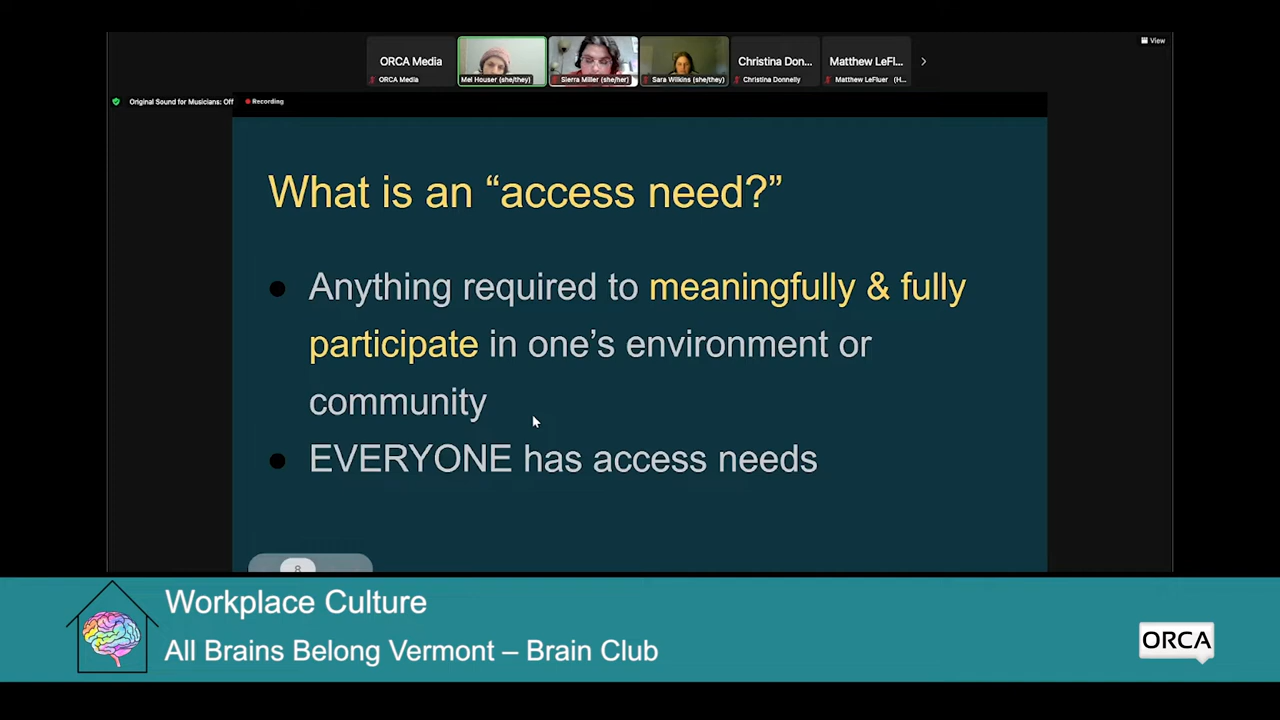 View
ORCA Media
Christina Don...
Matthew LeFl...
ORCA Media
Mel Houser (she/they)
Sierra Miller (she/her)
Sara Wilkins (she/they)
Christina Donnelly
Matthew LeFluer (H...
Original Sound for Musicians: Off
Recording
What is an “access need?”
● Anything required to meaningfully & fully
participate in one’s environment or
community
● EVERYONE has access needs
8
Workplace Culture
All Brains Belong Vermont – Brain Club
ORCA